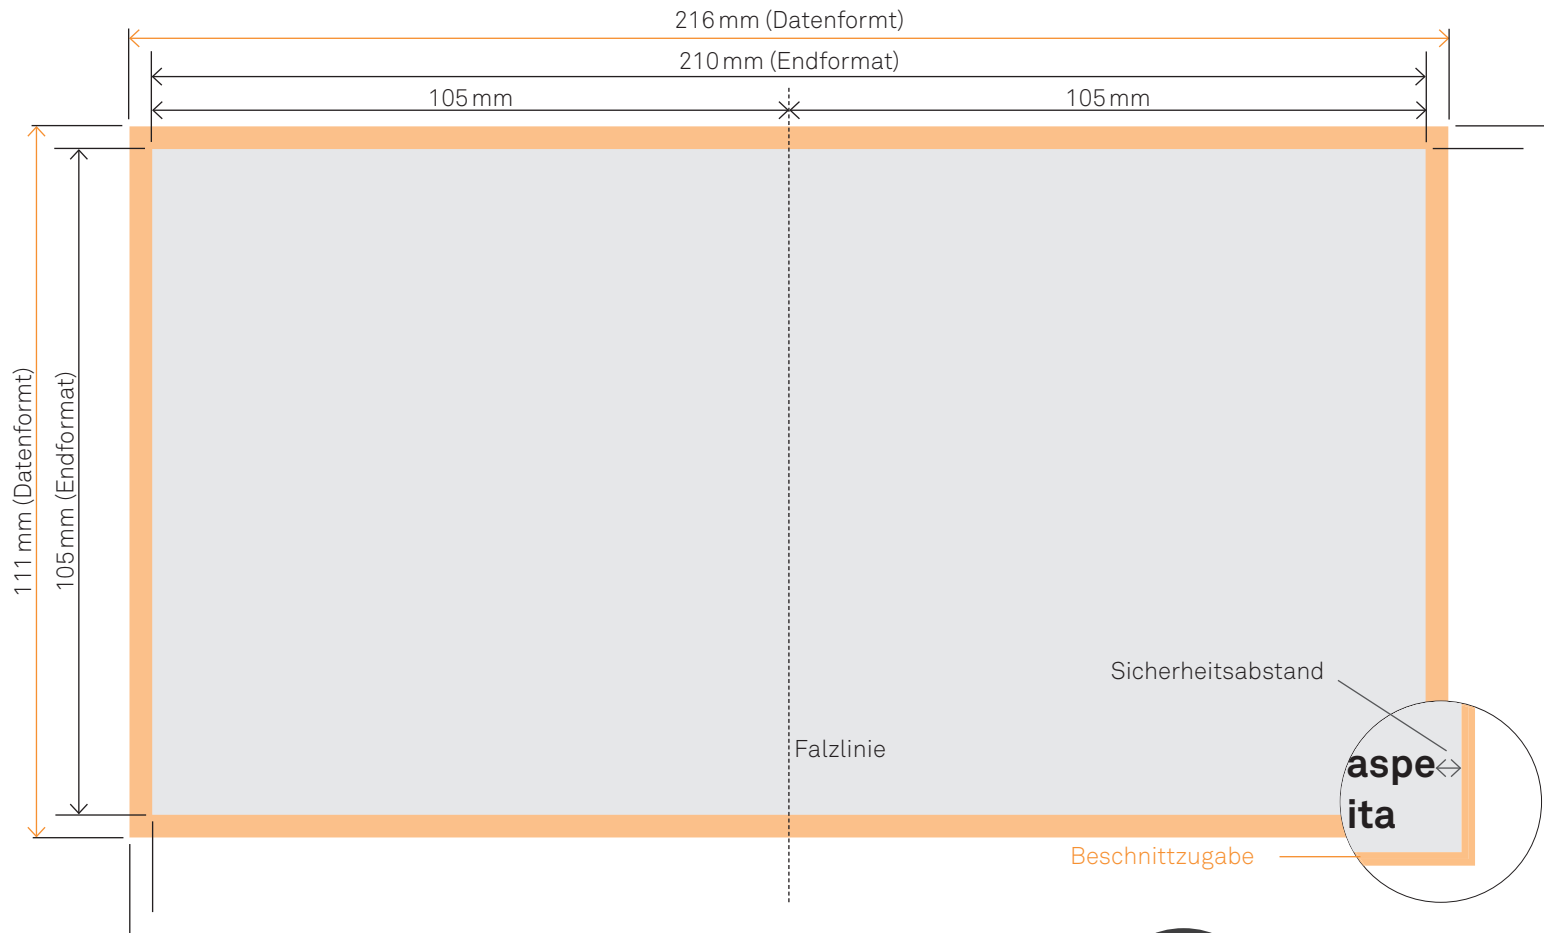 216 mm (Datenformt)
210 mm (Endformat)
105 mm
105 mm
111 mm (Datenformt)
105 mm (Endformat)
Sicherheitsabstand
Falzlinie
aspe
ita
Beschnittzugabe